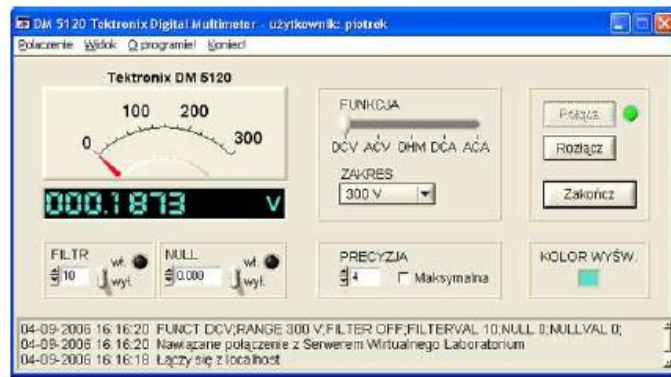 DM 5120 Tektronix Digital Multimeter - użytkownik: piotrek
Połaczenie Widok O programie! Koniec!
Tektronix DM 5120
0 100 200 300
000.1873 V
FILTR
10
wł.
wył.
NULL
0.000
wł.
wył.
FUNKCJA
DCV ACV OHM DCA ACA
ZAKRES
300 V
PRECYZJA
4
Maksymalna
Połącz
Rozłącz
Zakończ
KOLOR WYŚW.
04-09-2006 16:16:20 FUNCT DCV;RANGE 300 V;FILTER OFF;FILTERVAL 10;NULL 0;NULLVAL 0;
04-09-2006 16:16:20 Nawiązane połączenie z Serwerem Wirtualnego Laboratorium
04-09-2006 16:16:18 Łączy się z localhost